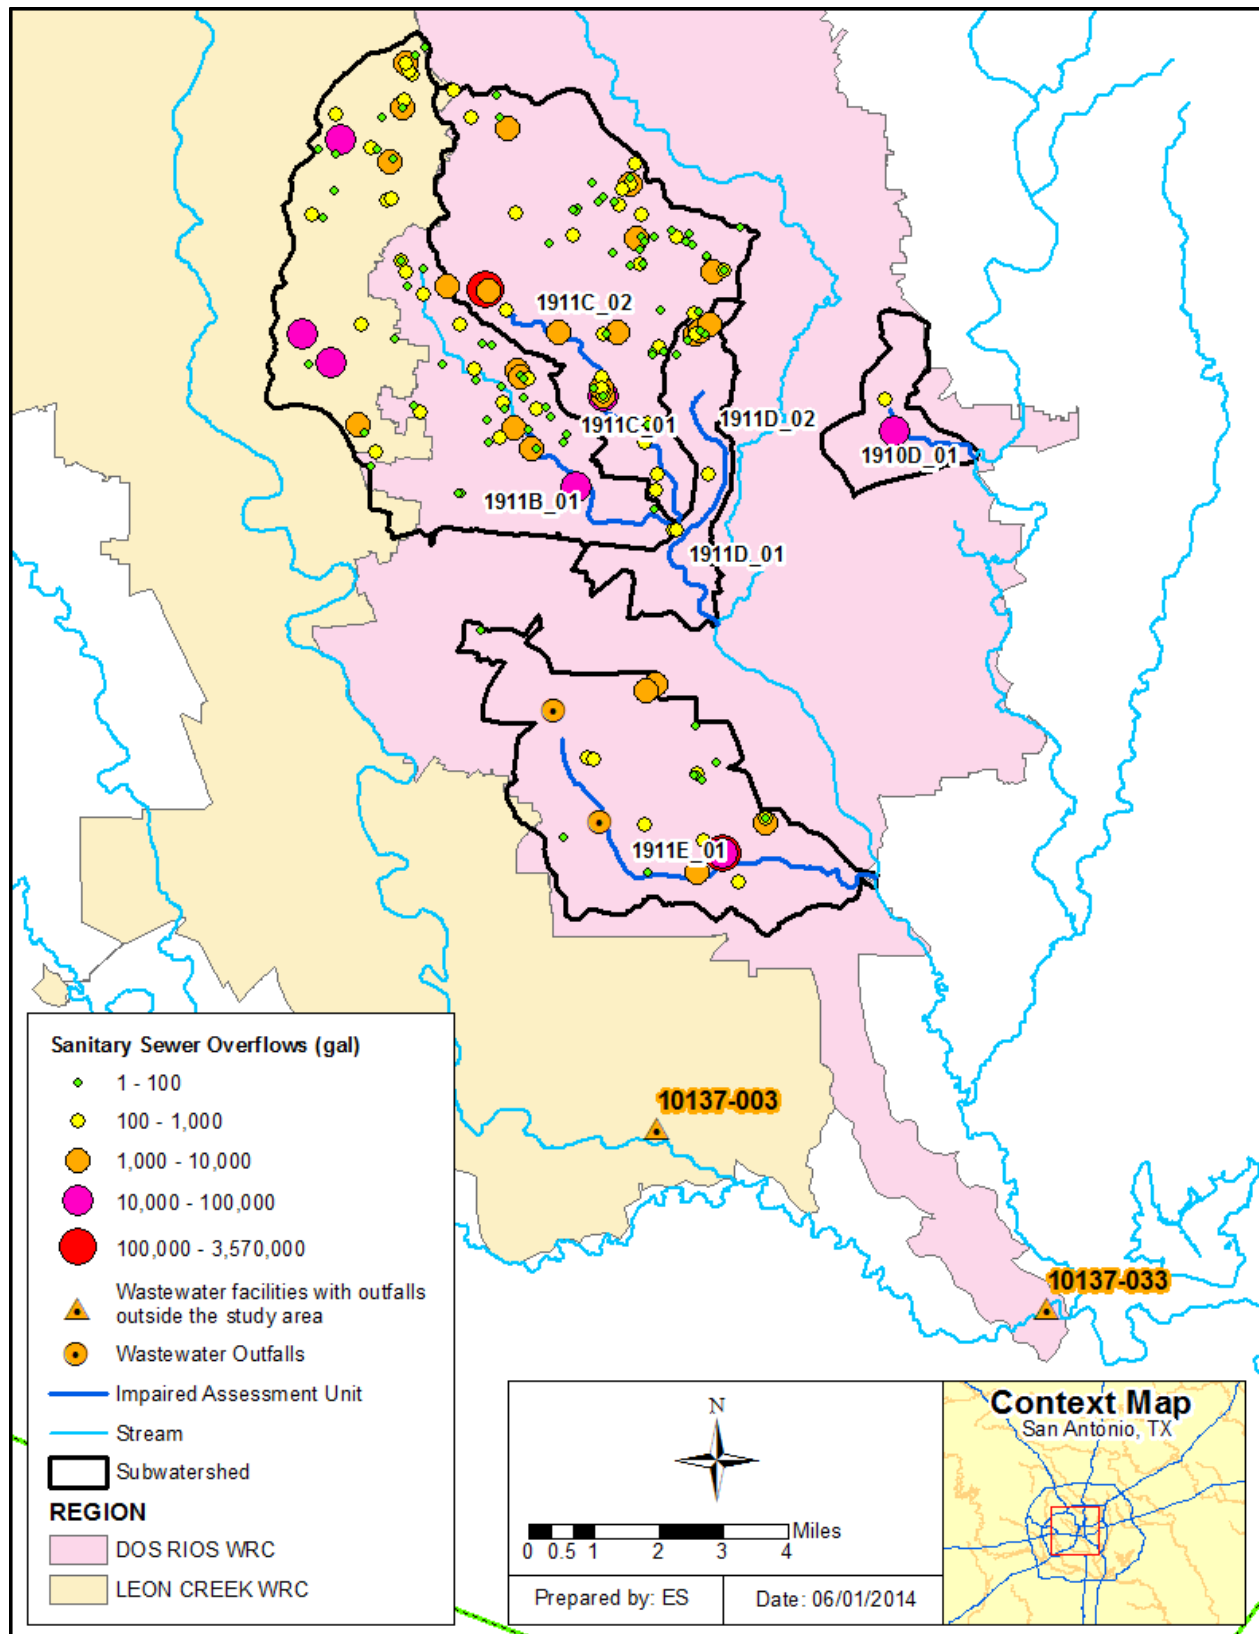 1911C_02
1911C_01
1911D_02
1910D_01
1911B_01
1911D_01
1911E_01
10137-003
10137-033
Sanitary Sewer Overflows (gal)
1 - 100
100 - 1,000
1,000 - 10,000
10,000 - 100,000
100,000 - 3,570,000
Wastewater facilities with outfalls
outside the study area
Wastewater Outfalls
Impaired Assessment Unit
Stream
Subwatershed
REGION
DOS RIOS WRC
LEON CREEK WRC
N
Miles
0 0.5 1 2 3 4
Prepared by: ES
Date: 06/01/2014
Context Map
San Antonio, TX